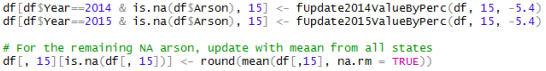 df[df$Year==2014 & is.na(df$Arson), 15] <- fUpdate2014ValueByPerc(df, 15, -5.4)
df[df$Year==2015 & is.na(df$Arson), 15] <- fUpdate2015ValueByPerc(df, 15, -5.4)
# For the remaining NA arson, update with meaan from all states
df[, 15][is.na(df[, 15])] <- round(mean(df[,15], na.rm = TRUE))